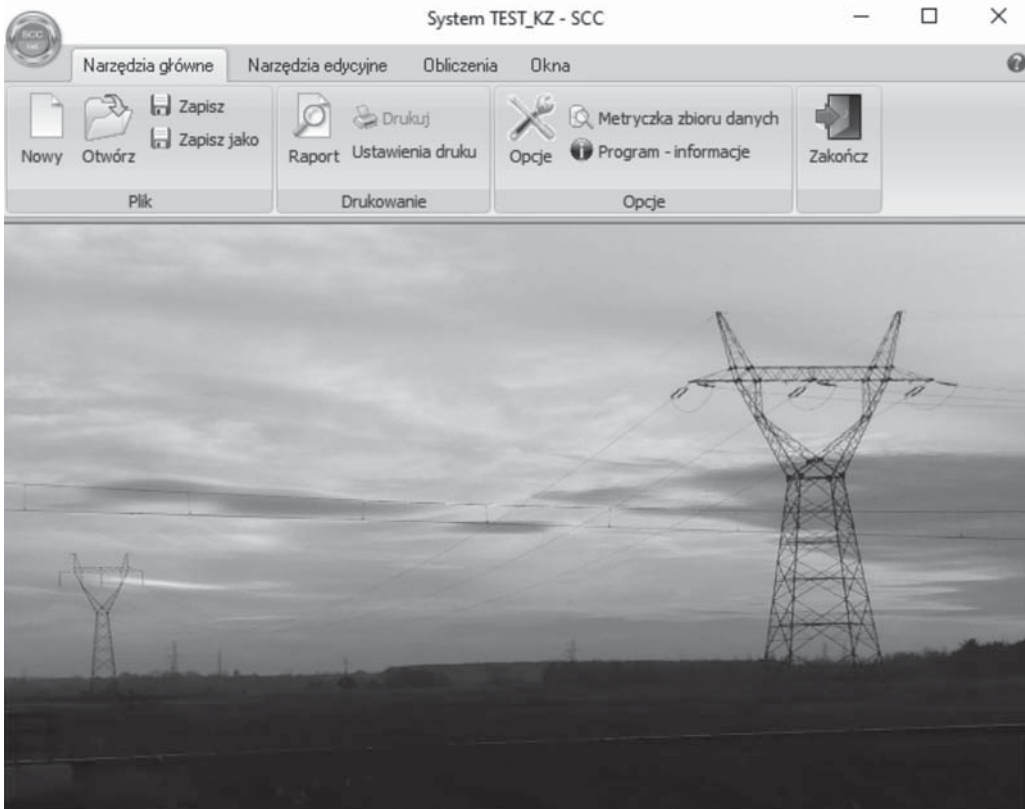 System TEST_KZ - SCC
SCC
Narzędzia główne Narzędzia edycyjne Obliczenia Okna
Nowy
Otwórz
Zapisz
Zapisz jako
Plik
Raport
Drukuj
Ustawienia druku
Drukowanie
Opcje
Metryczka zbioru danych
Program - informacje
Opcje
Zakończ